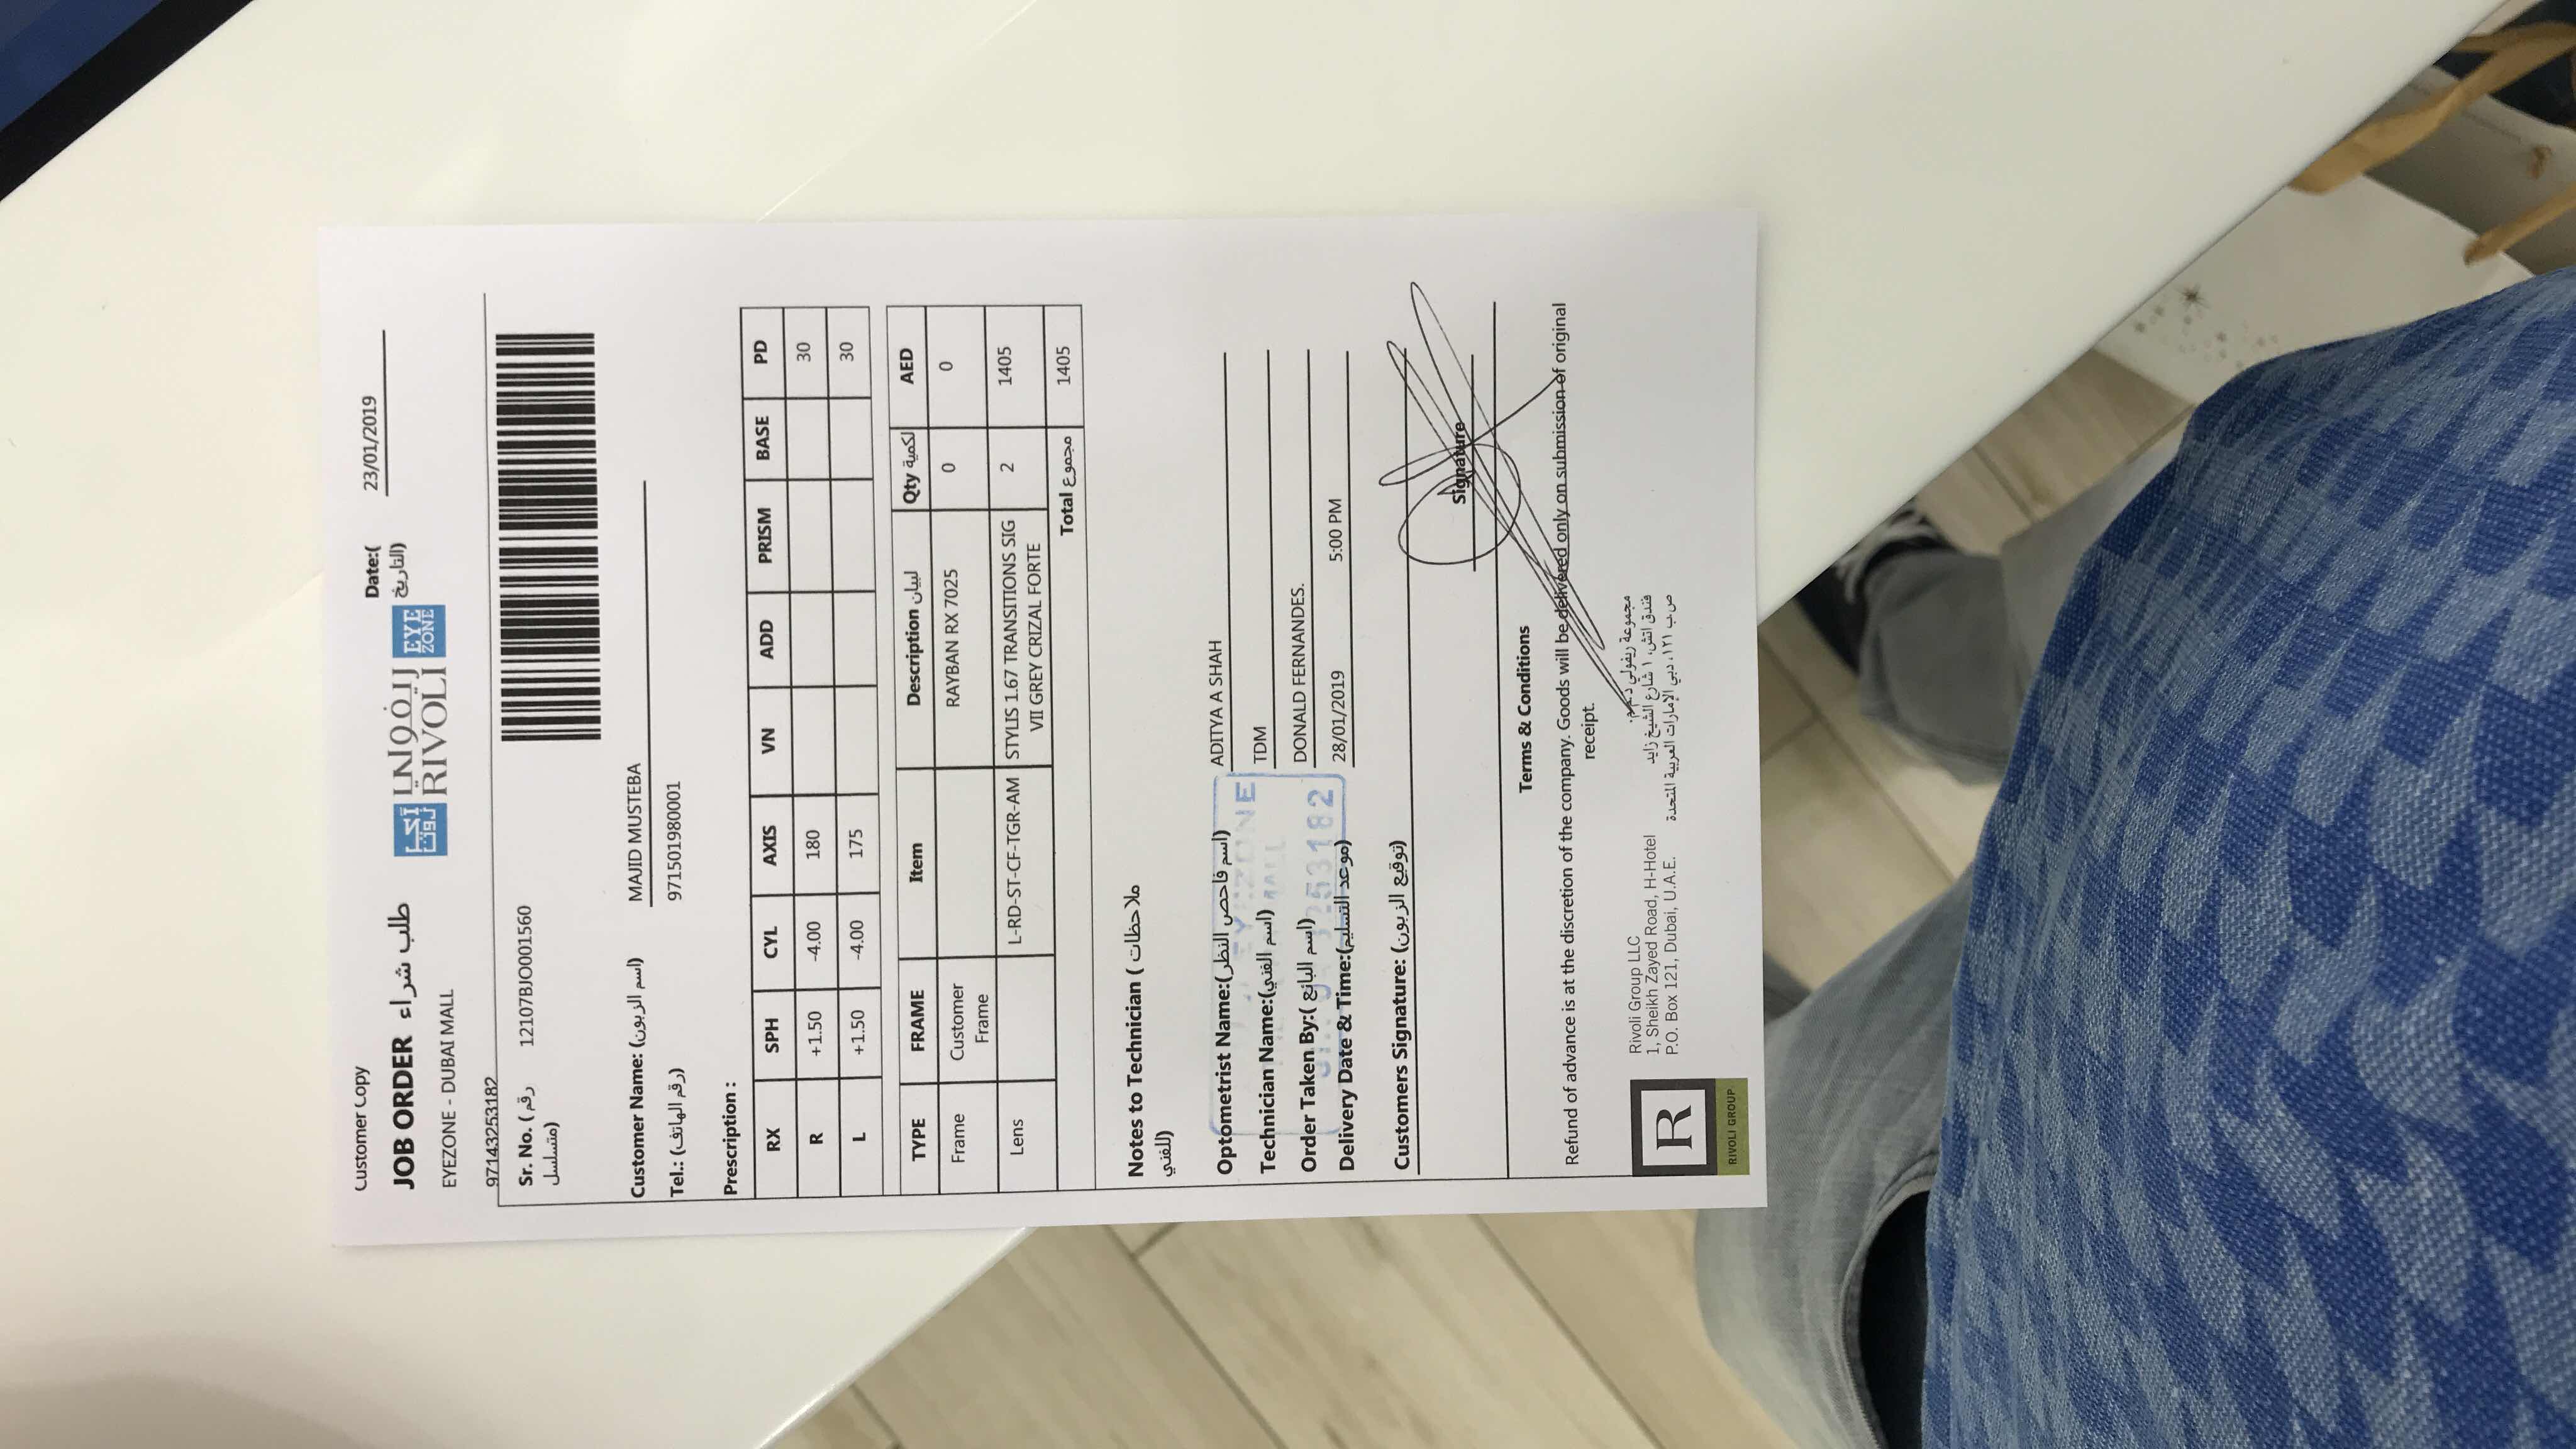 Customer Copy
JOB ORDER طلب شراء
EYEZONE - DUBAI MALL
97143253182
ريفولي
RIVOLI
آي زون
EYE ZONE
Date:( 23/01/2019
التاريخ)
Sr. No. ( رقم 12107BJO001560
متسلسل)
Customer Name: (اسم الزبون) MAJID MUSTEBA
Tel.: (رقم الهاتف) 971501980001
Prescription :
RX SPH CYL AXIS VN ADD PRISM BASE PD
R +1.50 -4.00 180 30
L +1.50 -4.00 175 30
TYPE FRAME Item Description لبيان Qty لكمية AED
Frame Customer Frame RAYBAN RX 7025 0 0
Lens L-RD-ST-CF-TGR-AM STYLIS 1.67 TRANSITIONS SIG 2 1405
VII GREY CRIZAL FORTE
Total مجموع 1405
Notes to Technician ( ملاحظات
للفني)
Optometrist Name:(اسم فاحص النظر) ADITYA A SHAH
EYEZONE
Technician Name:(اسم الفني) TDM
MALL
Order Taken By:( اسم البائع) DONALD FERNANDES.
3253182
Delivery Date & Time:(موعد التسليم) 28/01/2019 5:00 PM
Customers Signature: (توقيع الزبون)
Signature
Terms & Conditions
Refund of advance is at the discretion of the company. Goods will be delivered only on submission of original
receipt.
R
RIVOLI GROUP
Rivoli Group LLC
1, Sheikh Zayed Road, H-Hotel
P.O. Box 121, Dubai, U.A.E.
مجموعة ريفولي ذ.م.م.
فندق اتش، ١ شارع الشيخ زايد
ص.ب ١٢١، دبي الإمارات العربية المتحدة